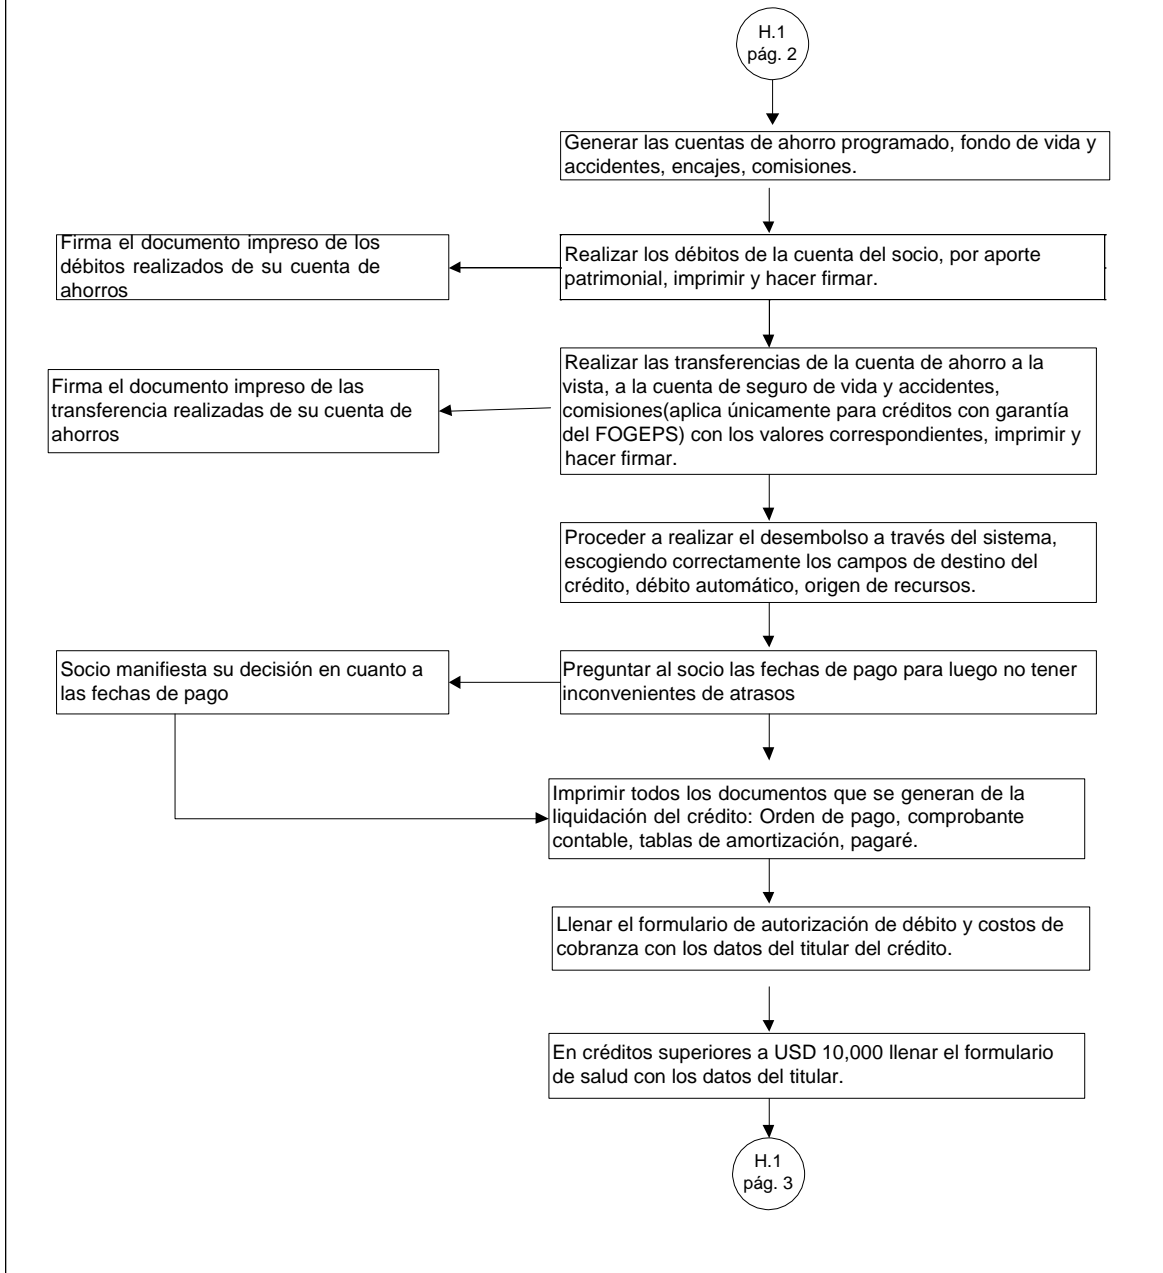 H.1
pág. 2
Generar las cuentas de ahorro programado, fondo de vida y
accidentes, encajes, comisiones.
Firma el documento impreso de los
débitos realizados de su cuenta de
ahorros
Realizar los débitos de la cuenta del socio, por aporte
patrimonial, imprimir y hacer firmar.
Firma el documento impreso de las
transferencia realizadas de su cuenta de
ahorros
Realizar las transferencias de la cuenta de ahorro a la
vista, a la cuenta de seguro de vida y accidentes,
comisiones(aplica únicamente para créditos con garantía
del FOGEPS) con los valores correspondientes, imprimir y
hacer firmar.
Proceder a realizar el desembolso a través del sistema,
escogiendo correctamente los campos de destino del
crédito, débito automático, origen de recursos.
Socio manifiesta su decisión en cuanto a
las fechas de pago
Preguntar al socio las fechas de pago para luego no tener
inconvenientes de atrasos
Imprimir todos los documentos que se generan de la
liquidación del crédito: Orden de pago, comprobante
contable, tablas de amortización, pagaré.
Llenar el formulario de autorización de débito y costos de
cobranza con los datos del titular del crédito.
En créditos superiores a USD 10,000 llenar el formulario
de salud con los datos del titular.
H.1
pág. 3